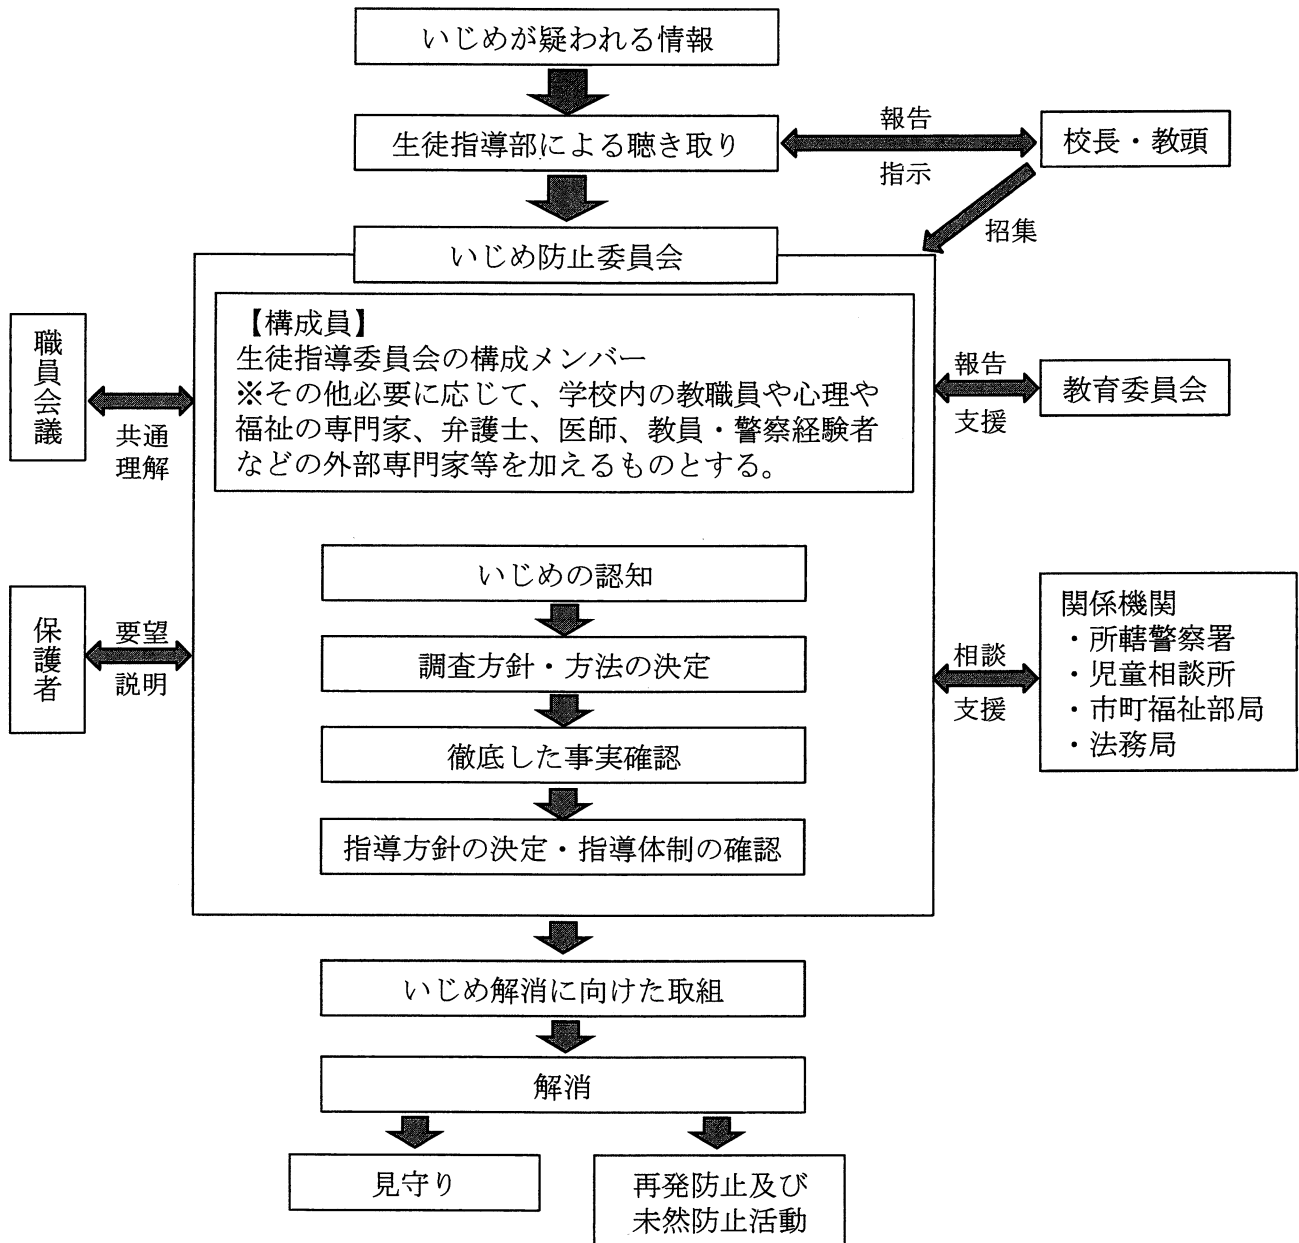 いじめが疑われる情報
生徒指導部による聴き取り
報告
指示
校長・教頭
招集
いじめ防止委員会
【構成員】
生徒指導委員会の構成メンバー
※その他必要に応じて、学校内の教職員や心理や
福祉の専門家、弁護士、医師、教員・警察経験者
などの外部専門家等を加えるものとする。
職員会議
共通
理解
報告
支援
教育委員会
いじめの認知
調査方針・方法の決定
徹底した事実確認
指導方針の決定・指導体制の確認
保護者
要望
説明
相談
支援
関係機関
・所轄警察署
・児童相談所
・市町福祉部局
・法務局
いじめ解消に向けた取組
解消
見守り
再発防止及び
未然防止活動